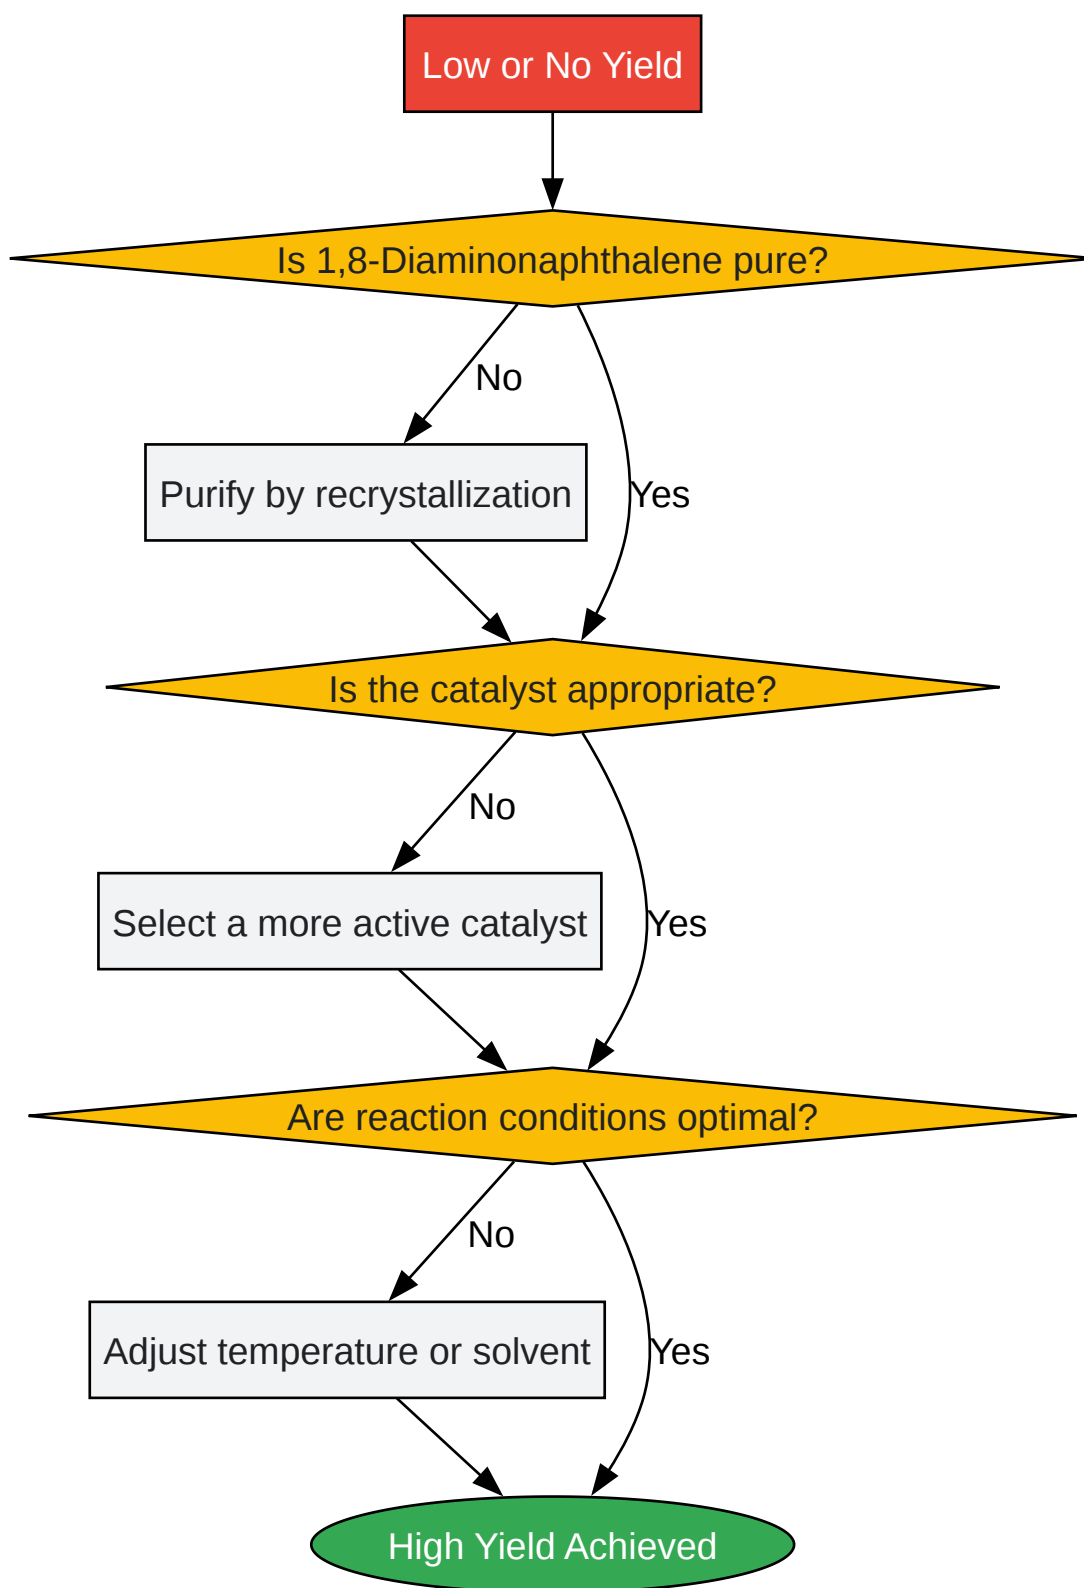 Low or No Yield
Is 1,8-Diaminonaphthalene pure?
No
Purify by recrystallization
Yes
Is the catalyst appropriate?
No
Select a more active catalyst
Yes
Are reaction conditions optimal?
No
Adjust temperature or solvent
Yes
High Yield Achieved